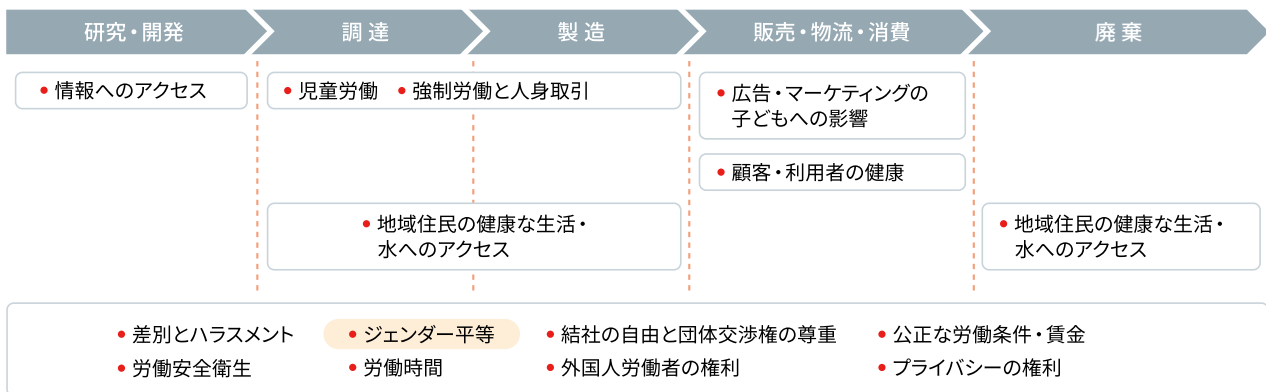 研究・開発
調達
製造
販売・物流・消費
廃棄
• 情報へのアクセス
• 児童労働 • 強制労働と人身取引
• 広告・マーケティングの
子どもへの影響
• 顧客・利用者の健康
• 地域住民の健康な生活・
水へのアクセス
• 地域住民の健康な生活・
水へのアクセス
• 差別とハラスメント • ジェンダー平等 • 結社の自由と団体交渉権の尊重 • 公正な労働条件・賃金
• 労働安全衛生 • 労働時間 • 外国人労働者の権利 • プライバシーの権利